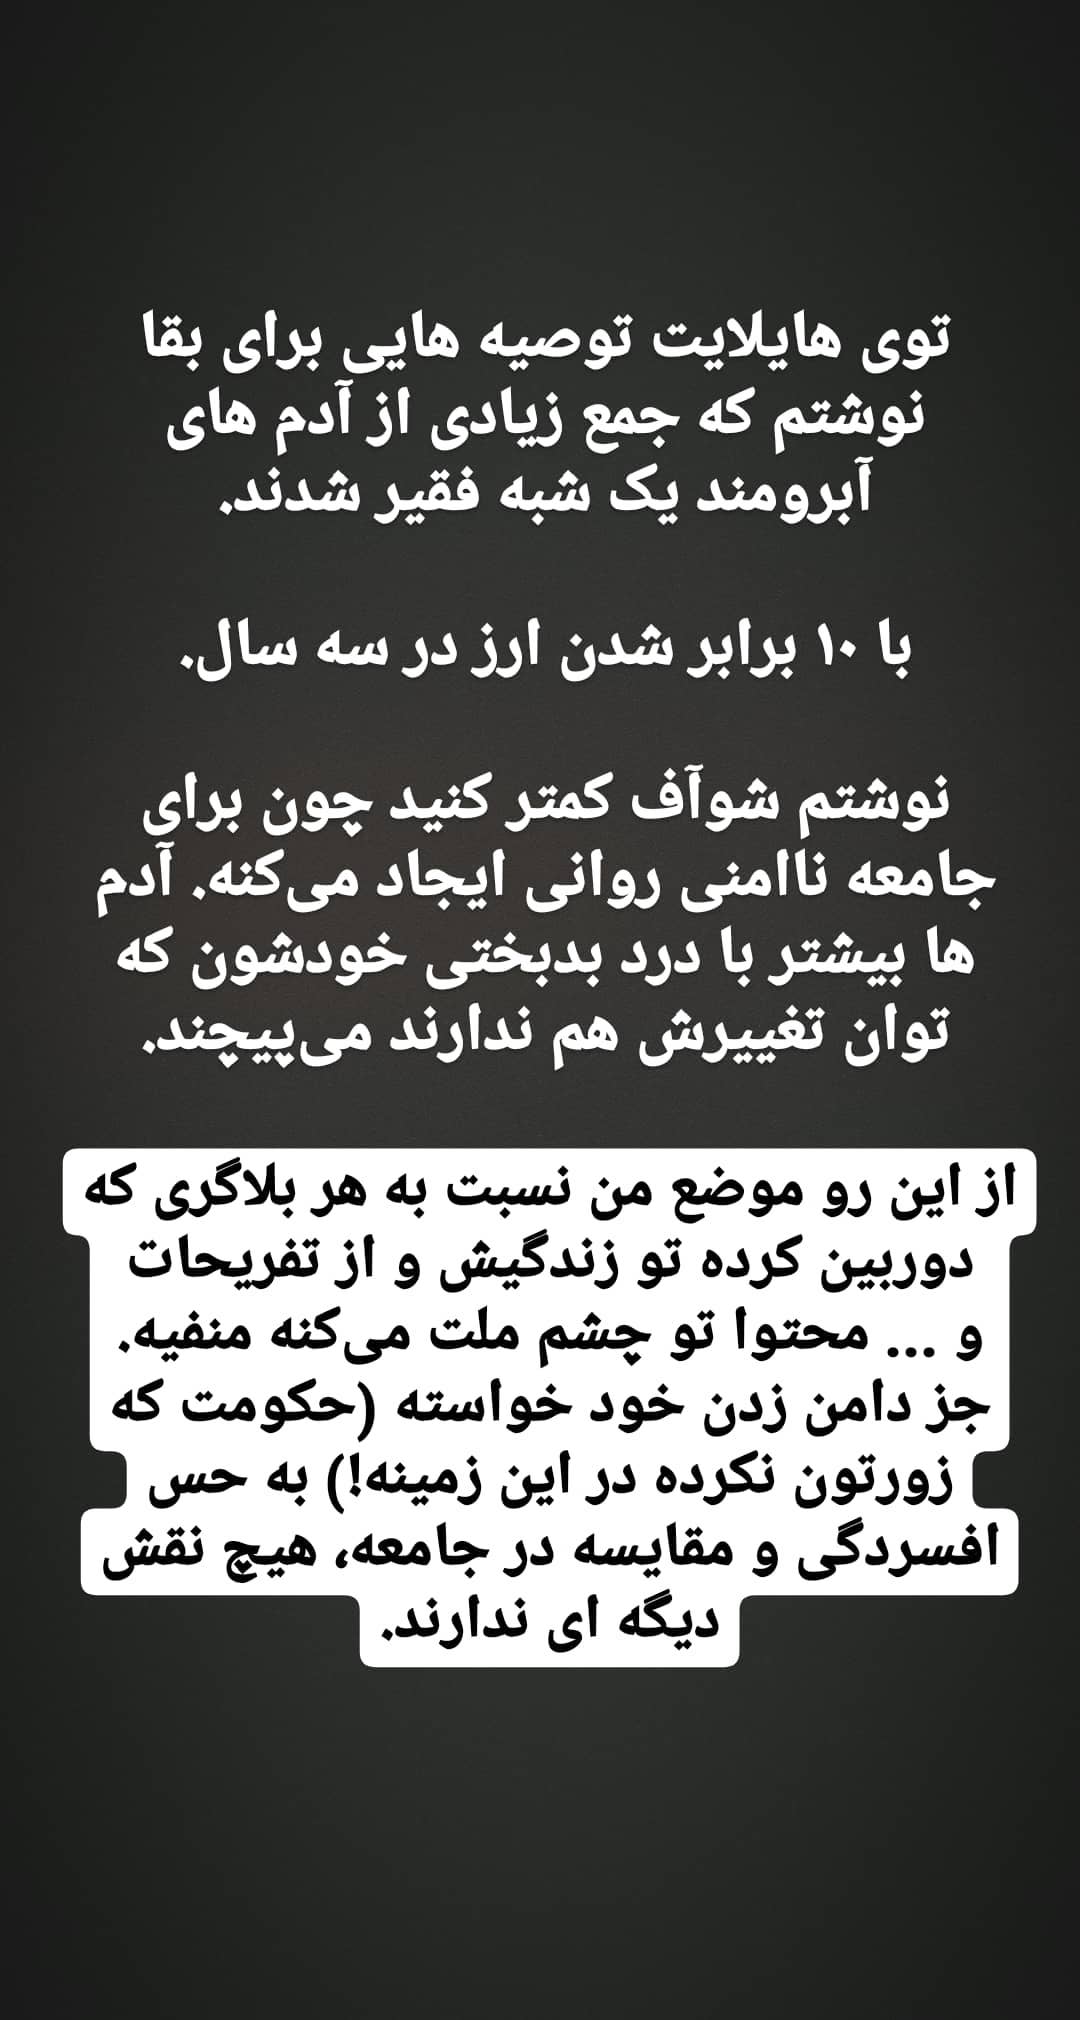 توی هایلایت توصیه هایی برای بقا
نوشتم که جمع زیادی از آدم های
آبرومند یک شبه فقیر شدند.
با ۱۰ برابر شدن ارز در سه سال.
نوشتم شوآف کمتر کنید چون برای
جامعه ناامنی روانی ایجاد می‌کنه. آدم
ها بیشتر با درد بدبختی خودشون که
توان تغییرش هم ندارند می‌پیچند.
از این رو موضع من نسبت به هر بلاگری که
دوربین کرده تو زندگیش و از تفریحات
و ... محتوا تو چشم ملت می‌کنه منفیه.
جز دامن زدن خود خواسته (حکومت که
زورتون نکرده در این زمینه!) به حس
افسردگی و مقایسه در جامعه، هیچ نقش
دیگه ای ندارند.